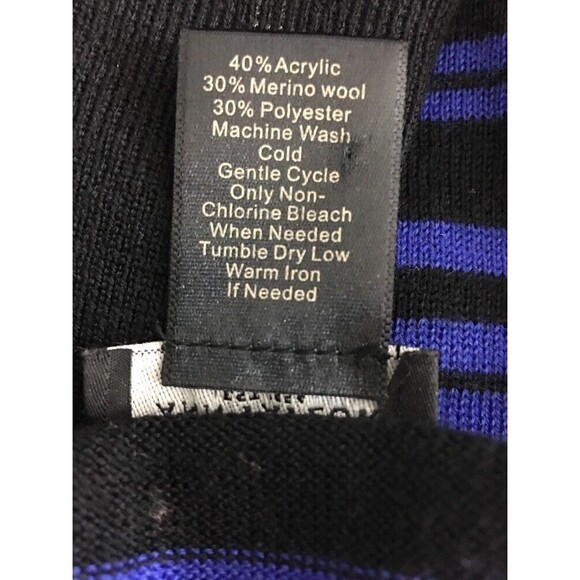 40% Acrylic
30% Merino wool
30% Polyester
Machine Wash
Cold
Gentle Cycle
Only Non-
Chlorine Bleach
When Needed
Tumble Dry Low
Warm Iron
If Needed